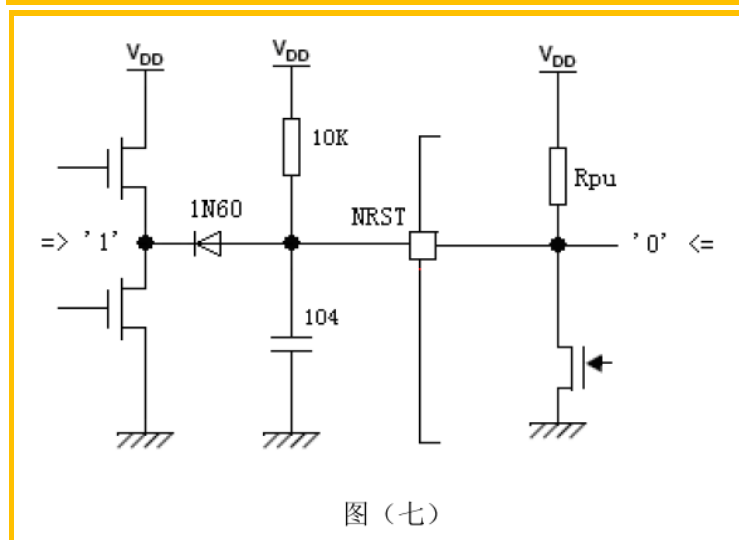 VDD VDD VDD
10K
Rpu
1N60
NRST
=> '1'
'0' <=
104
图（七）